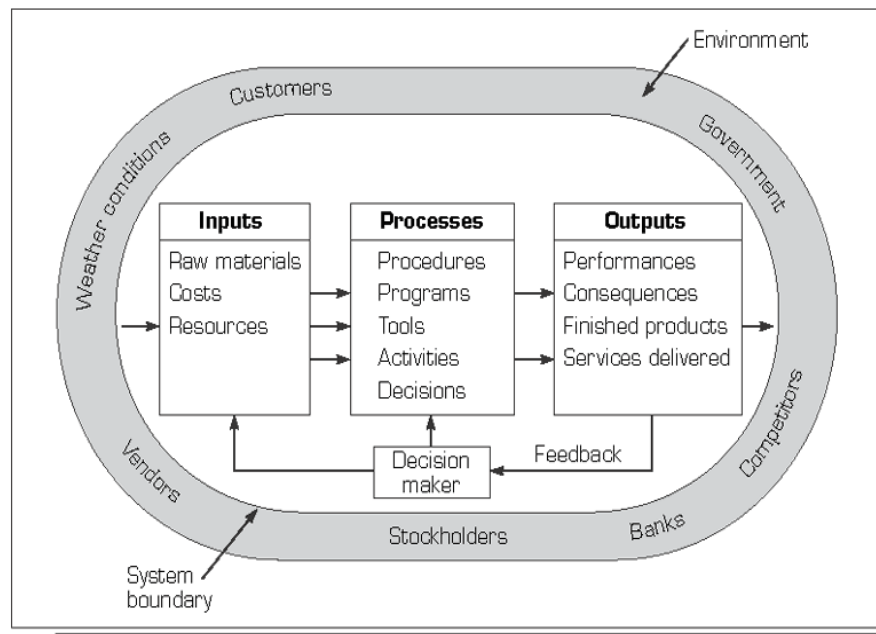 Environment
Customers
Government
Weather conditions
Inputs
Raw materials
Costs
Resources
Processes
Procedures
Programs
Tools
Activities
Decisions
Outputs
Performances
Consequences
Finished products
Services delivered
Competitors
Vendors
Decision
maker
Feedback
Stockholders
Banks
System
boundary